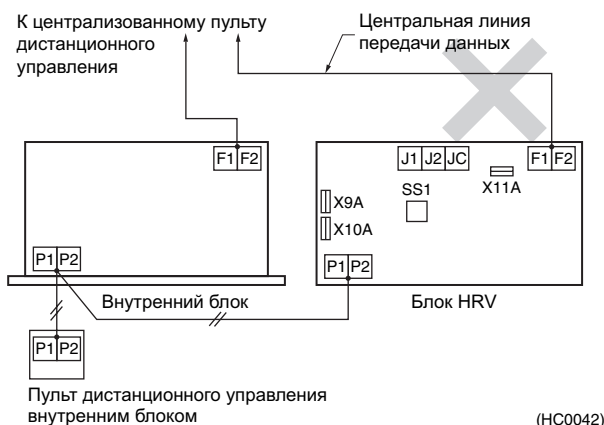 К централизованному пульту
дистанционного
управления
Центральная линия
передачи данных
F1 F2
J1 J2 JC
F1 F2
SS1
X11A
X9A
X10A
P1 P2
P1 P2
Внутренний блок
Блок HRV
P1 P2
Пульт дистанционного управления
внутренним блоком
(HC0042)